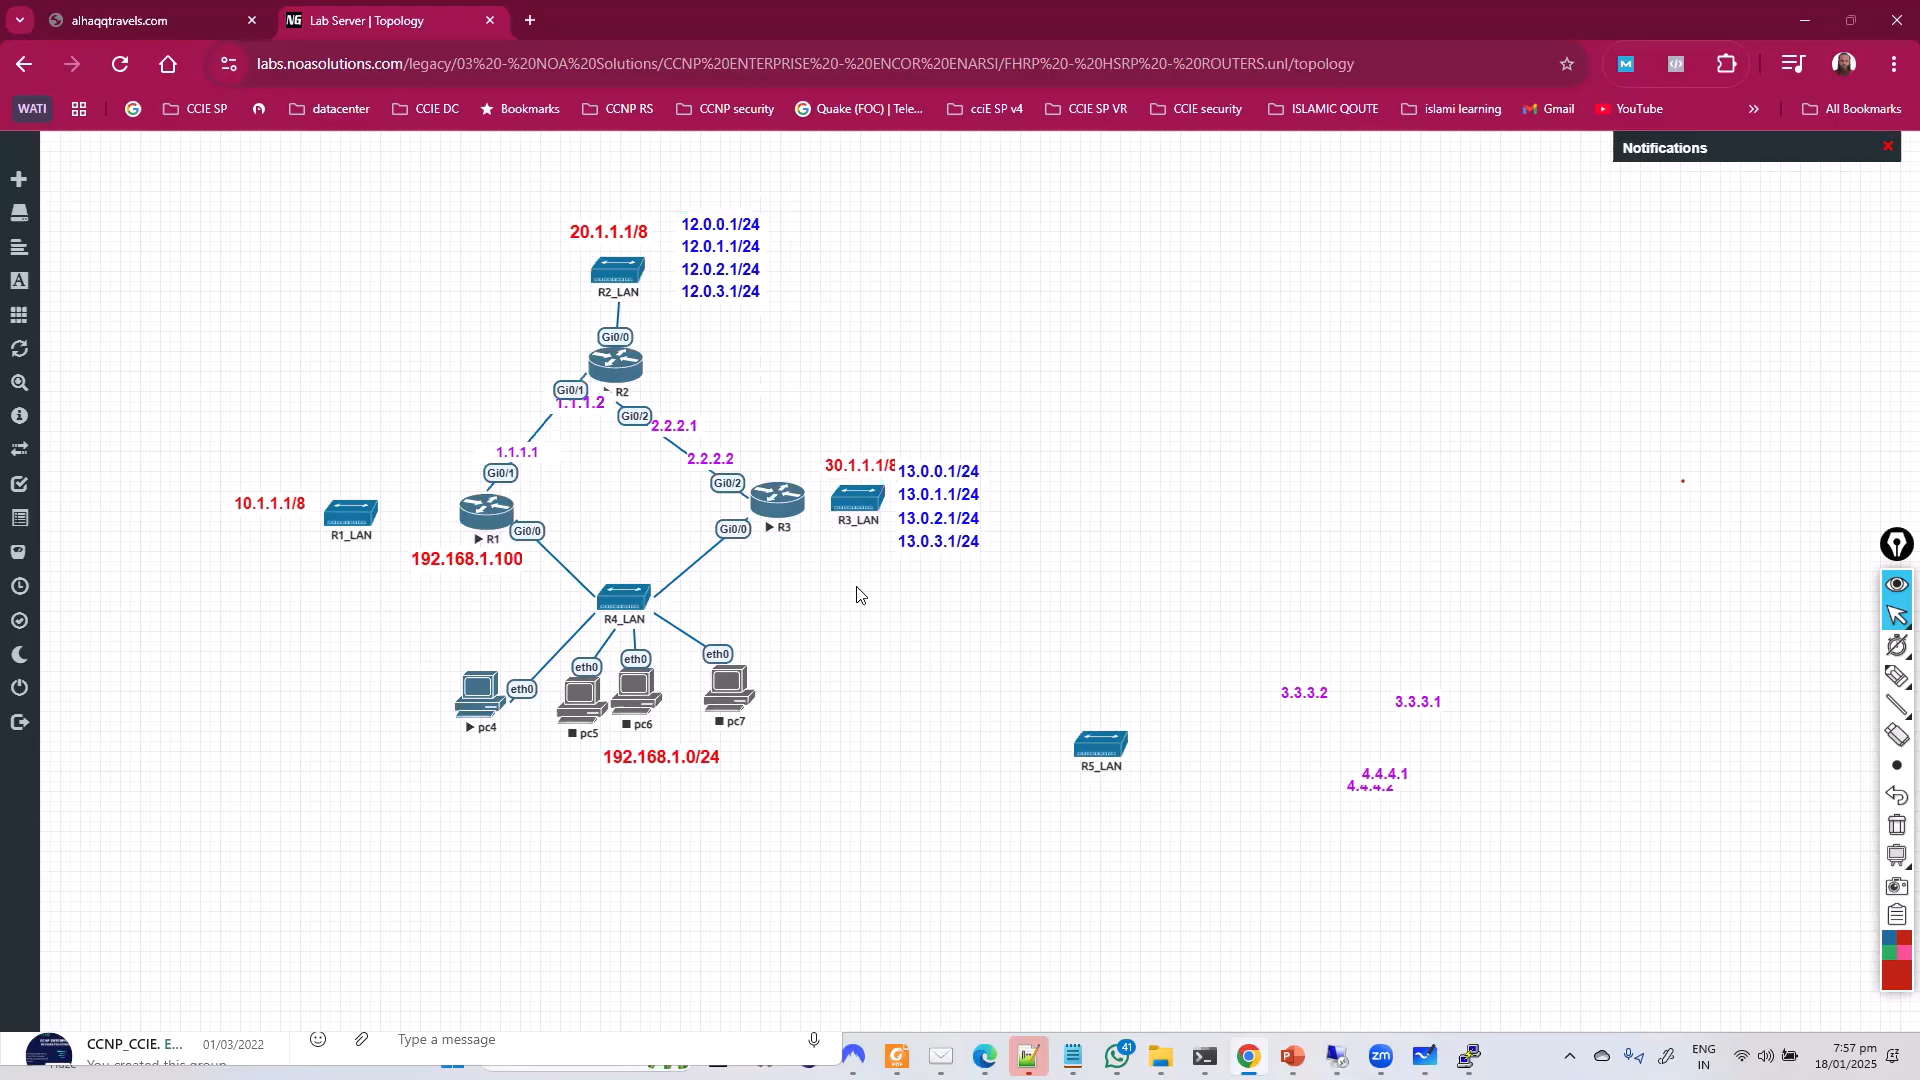 alhaqqtravels.com
Lab Server | Topology
labs.noasolutions.com/legacy/03%20-%20NOA%20Solutions/CCNP%20ENTERPRISE%20-%20ENCOR%20ENARSI/FHRP%20-%20HSRP%20-%20ROUTERS.unl/topology
WATI
CCIE SP
datacenter
CCIE DC
Bookmarks
CCNP RS
CCNP security
Quake (FOC) | Tele...
cciE SP v4
CCIE SP VR
CCIE security
ISLAMIC QOUTE
islami learning
Gmail
YouTube
All Bookmarks
Notifications
20.1.1.1/8
12.0.0.1/24
12.0.1.1/24
12.0.2.1/24
12.0.3.1/24
R2_LAN
Gi0/0
R2
Gi0/1
1.1.1.2
Gi0/2
2.2.2.1
1.1.1.1
2.2.2.2
Gi0/1
Gi0/2
30.1.1.1/8
13.0.0.1/24
13.0.1.1/24
13.0.2.1/24
13.0.3.1/24
10.1.1.1/8
R1_LAN
R1
Gi0/0
Gi0/0
R3
R3_LAN
192.168.1.100
R4_LAN
eth0
eth0
eth0
eth0
pc4
pc5
pc6
pc7
192.168.1.0/24
R5_LAN
3.3.3.2
3.3.3.1
4.4.4.1
4.4.4.2
CCNP_CCIE. E...
01/03/2022
You created this group
Type a message
41
ENG
IN
7:57 pm
18/01/2025